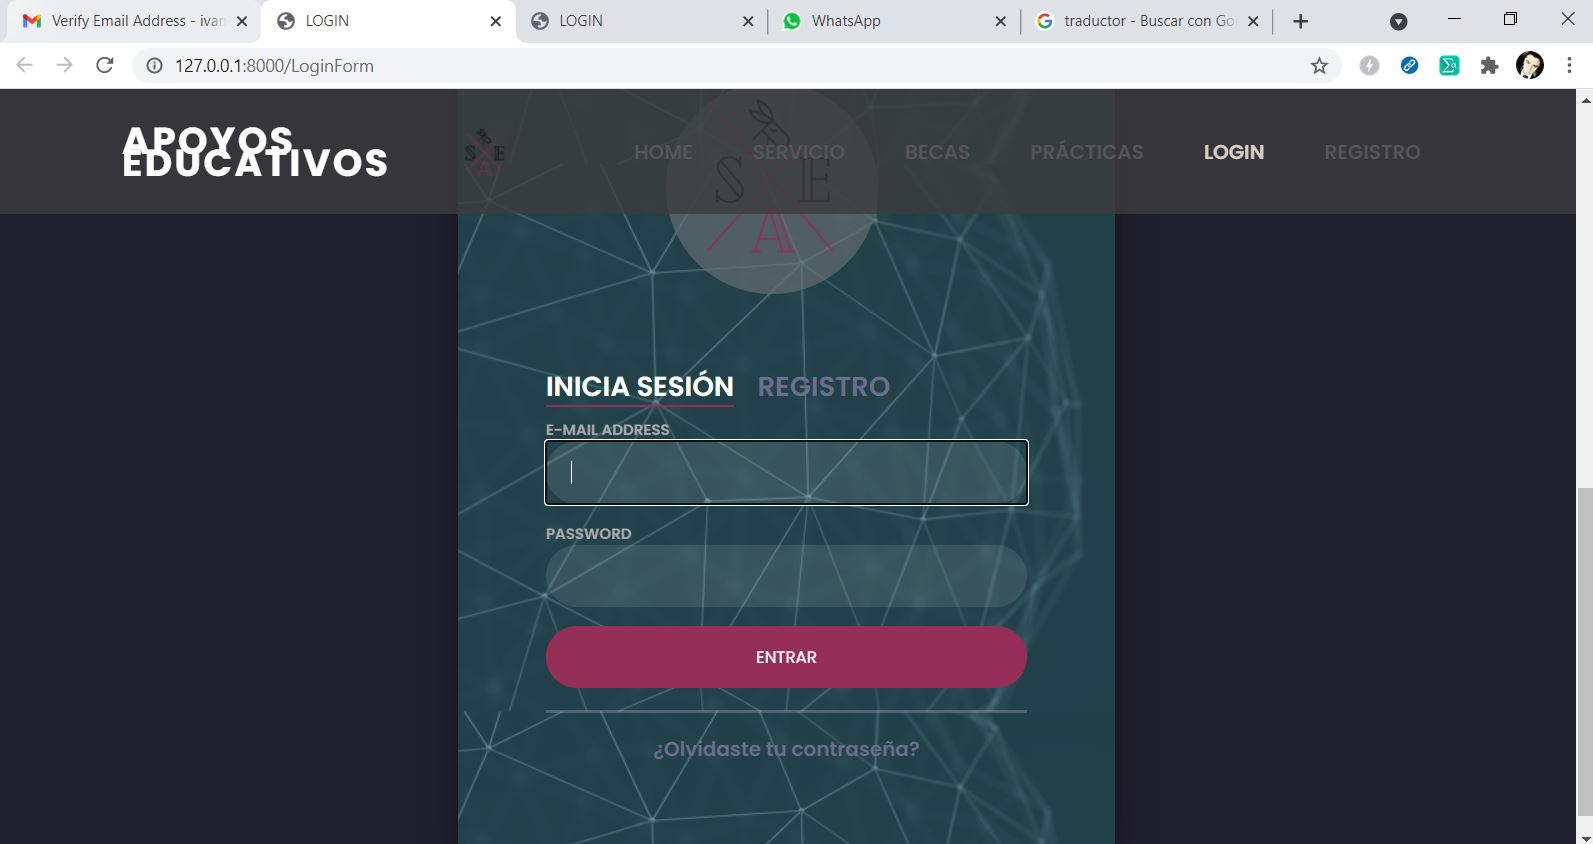 Verify Email Address - ivan
LOGIN
LOGIN
WhatsApp
traductor - Buscar con Go
127.0.0.1:8000/LoginForm
APOYOS
EDUCATIVOS
S E
A
HOME
SERVICIO
BECAS
PRÁCTICAS
LOGIN
REGISTRO
S E
A
INICIA SESIÓN
REGISTRO
E-MAIL ADDRESS
PASSWORD
ENTRAR
¿Olvidaste tu contraseña?